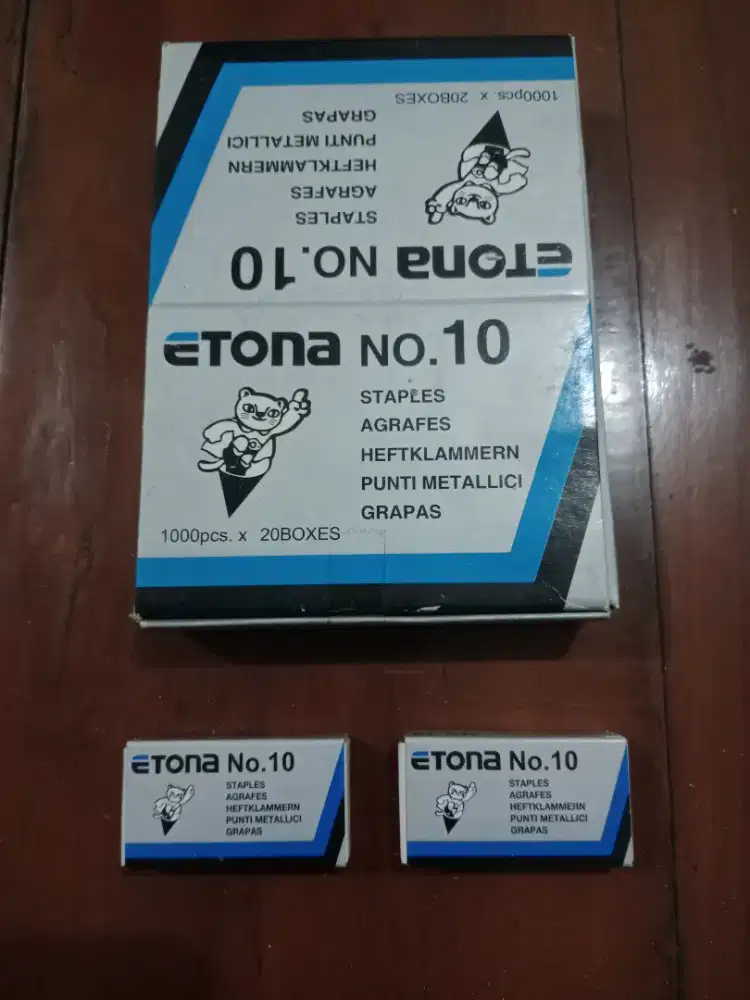 1000pcs. x 20BOXES
GRAPAS
PUNTI METALLICI
HEFTKLAMMERN
AGRAFES
STAPLES
ETONA NO.10
ETONA NO.10
STAPLES
AGRAFES
HEFTKLAMMERN
PUNTI METALLICI
GRAPAS
1000pcs. x 20BOXES
ETONA No.10
STAPLES
AGRAFES
HEFTKLAMMERN
PUNTI METALLICI
GRAPAS
ETONA No.10
STAPLES
AGRAFES
HEFTKLAMMERN
PUNTI METALLICI
GRAPAS